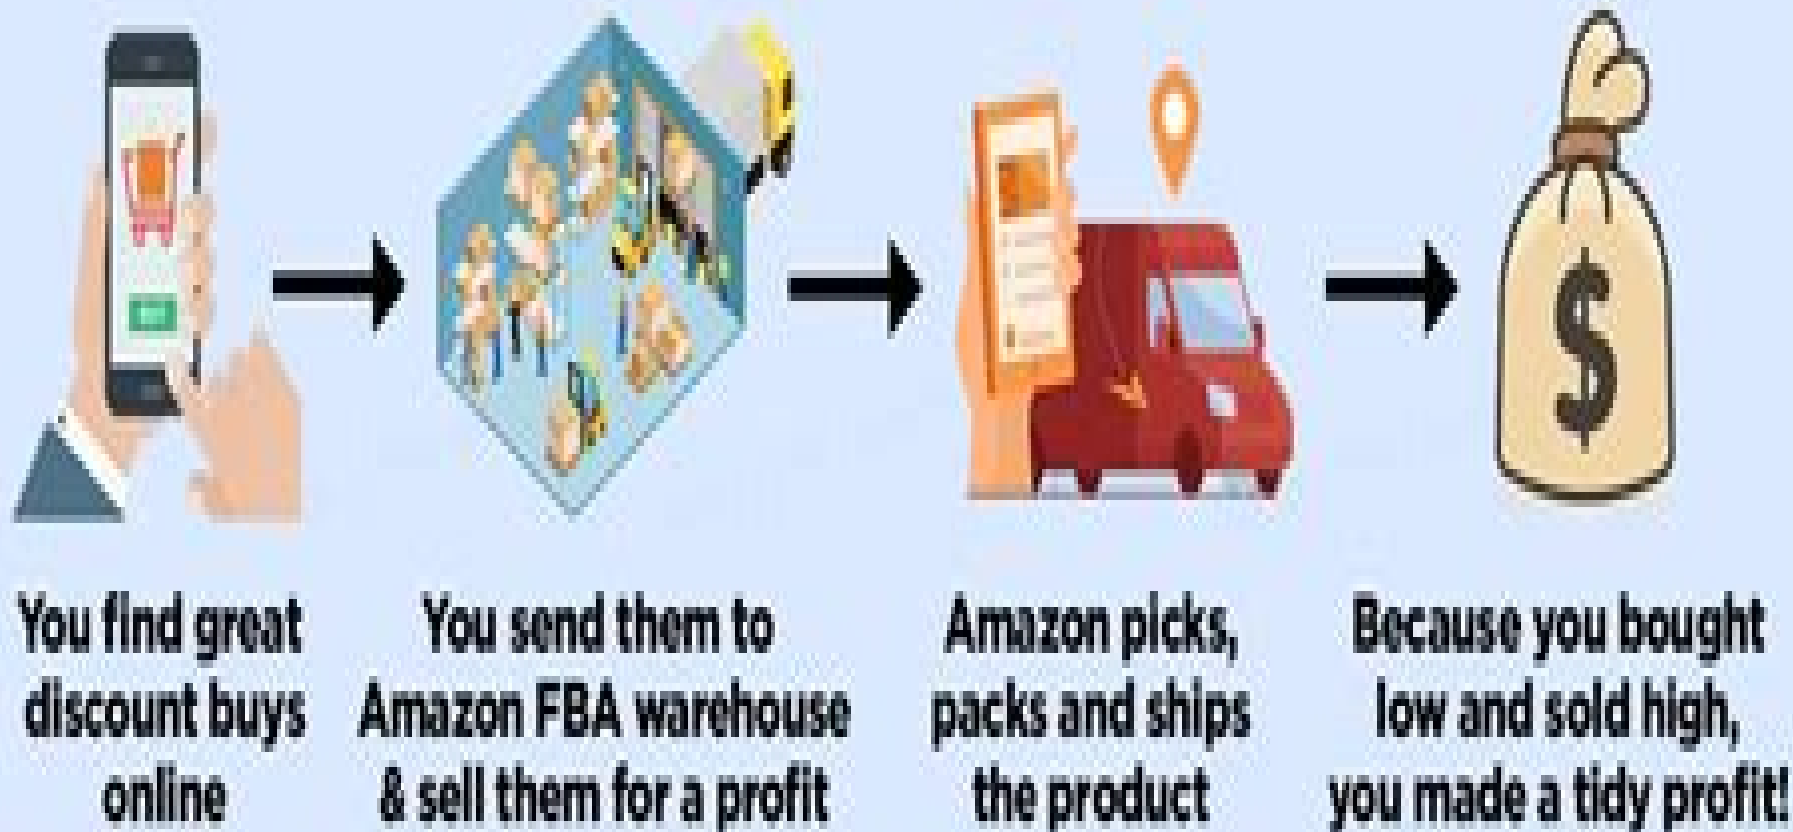 You find great
discount buys
online
You send them to
Amazon FBA warehouse
& sell them for a profit
Amazon picks,
packs and ships
the product
Because you bought
low and sold high,
you made a tidy profit!
$